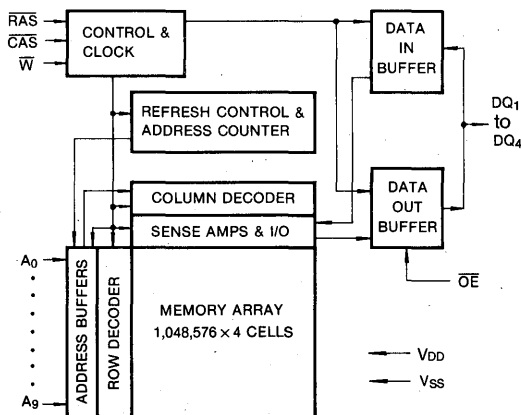 RAS
CAS
W
CONTROL &
CLOCK
DATA
IN
BUFFER
REFRESH CONTROL &
ADDRESS COUNTER
DQ1
to
DQ4
COLUMN DECODER
SENSE AMPS & I/O
DATA
OUT
BUFFER
OE
A0
A9
ADDRESS BUFFERS
ROW DECODER
MEMORY ARRAY
1,048,576 × 4 CELLS
VDD
VSS